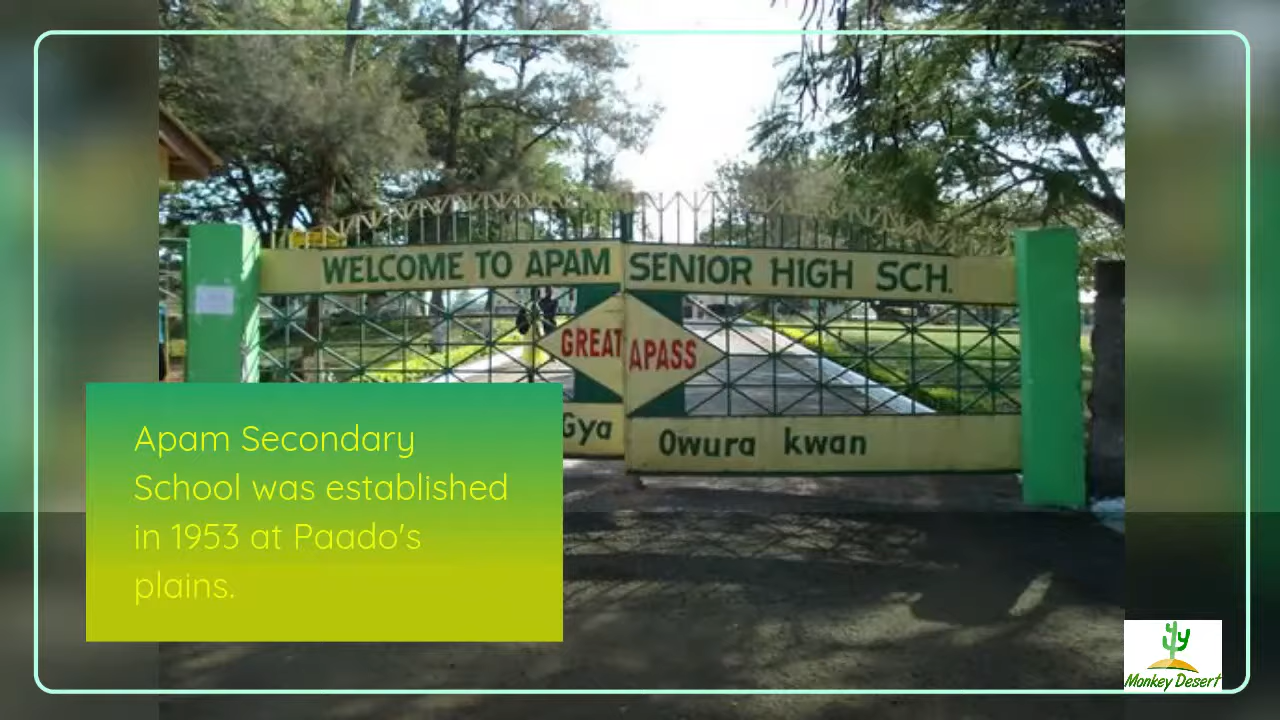 WELCOME TO APAM SENIOR HIGH SCH.
GREAT APASS
Gya Owura kwan
Apam Secondary
School was established
in 1953 at Paado's
plains.
Monkey Desert